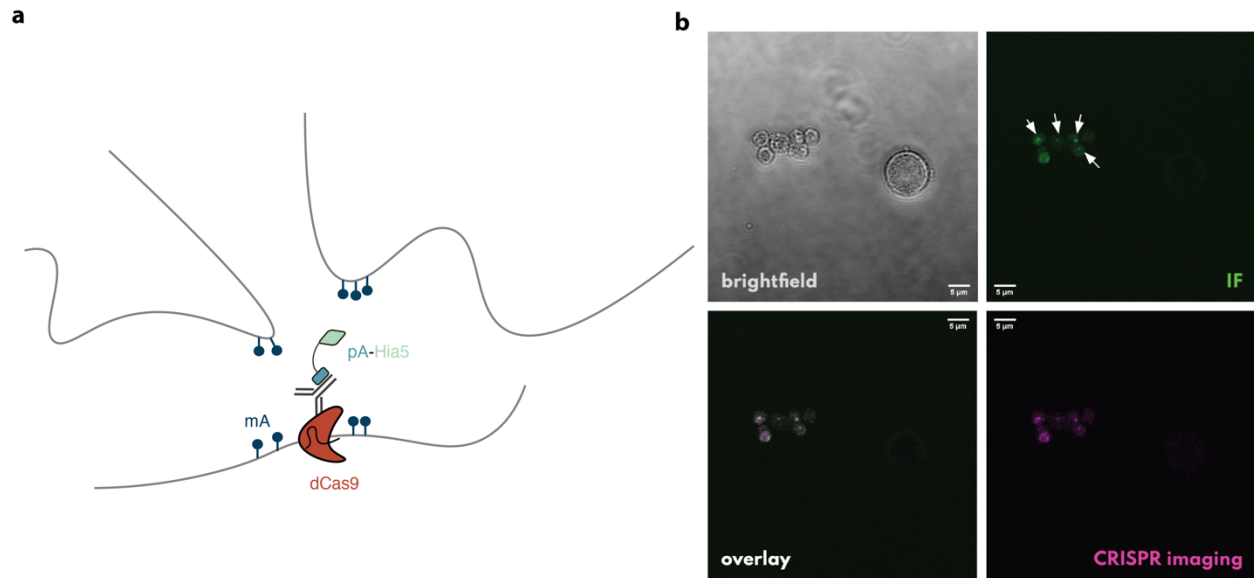 a
pA-Hia5
mA
dCas9
b
brightfield
5 µm
5 µm
IF
5 µm
overlay
5 µm
CRISPR imaging